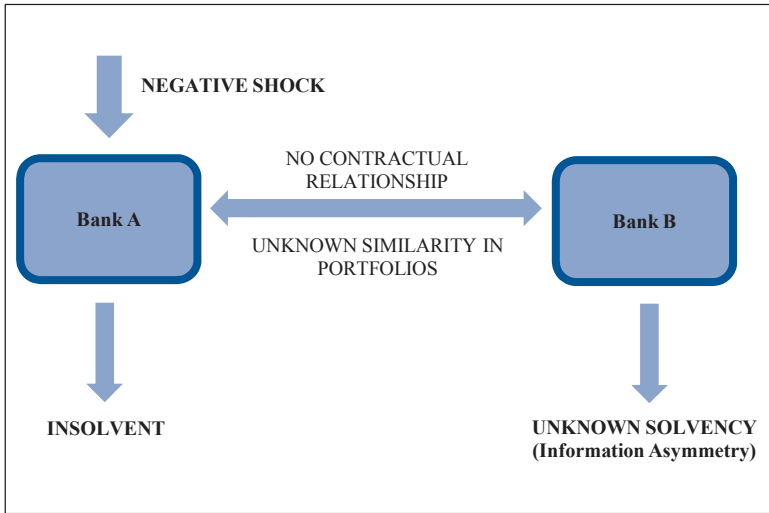 NEGATIVE SHOCK
NO CONTRACTUAL
RELATIONSHIP
Bank A
Bank B
UNKNOWN SIMILARITY IN
PORTFOLIOS
INSOLVENT
UNKNOWN SOLVENCY
(Information Asymmetry)